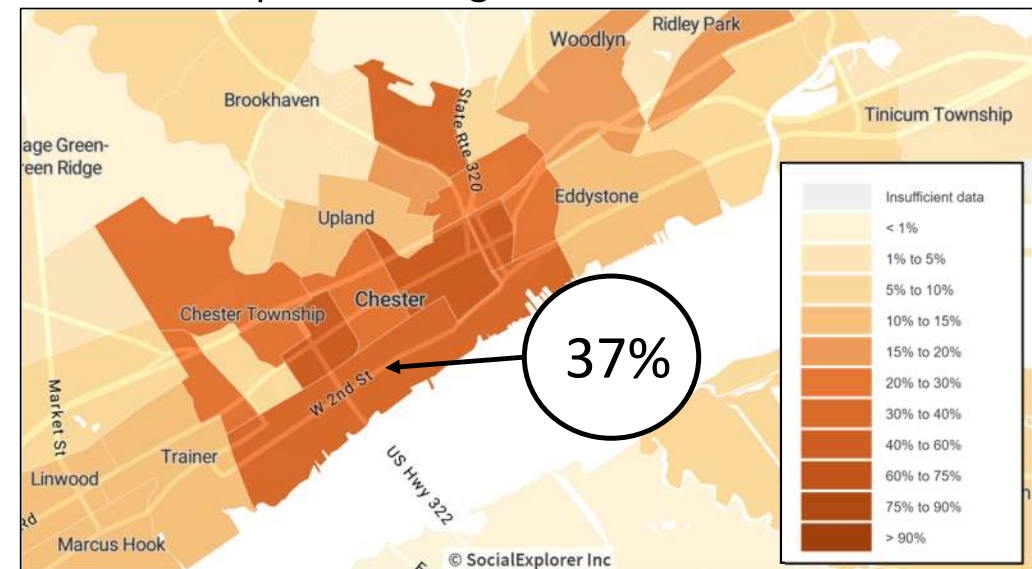 Woodlyn
Ridley Park
Brookhaven
State Rte 320
Tinicum Township
age Green-
een Ridge
Eddystone
Upland
Chester
Chester Township
37%
W 2nd St
Market St
Trainer
US Hwy 322
Linwood
Rd
Marcus Hook
© SocialExplorer Inc
Insufficient data
< 1%
1% to 5%
5% to 10%
10% to 15%
15% to 20%
20% to 30%
30% to 40%
40% to 60%
60% to 75%
75% to 90%
> 90%